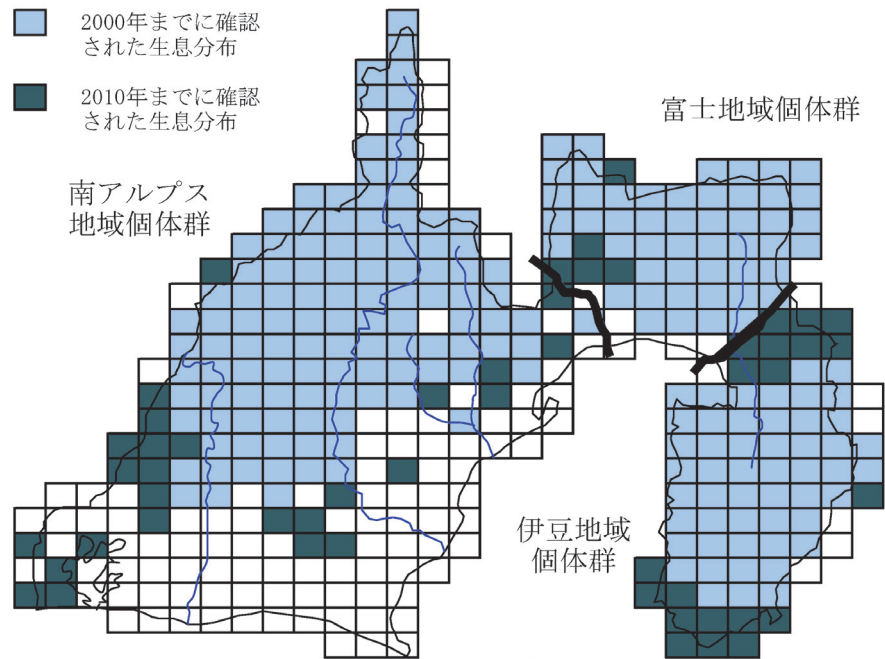 2000年までに確認
された生息分布
2010年までに確認
された生息分布
富士地域個体群
南アルプス
地域個体群
伊豆地域
個体群